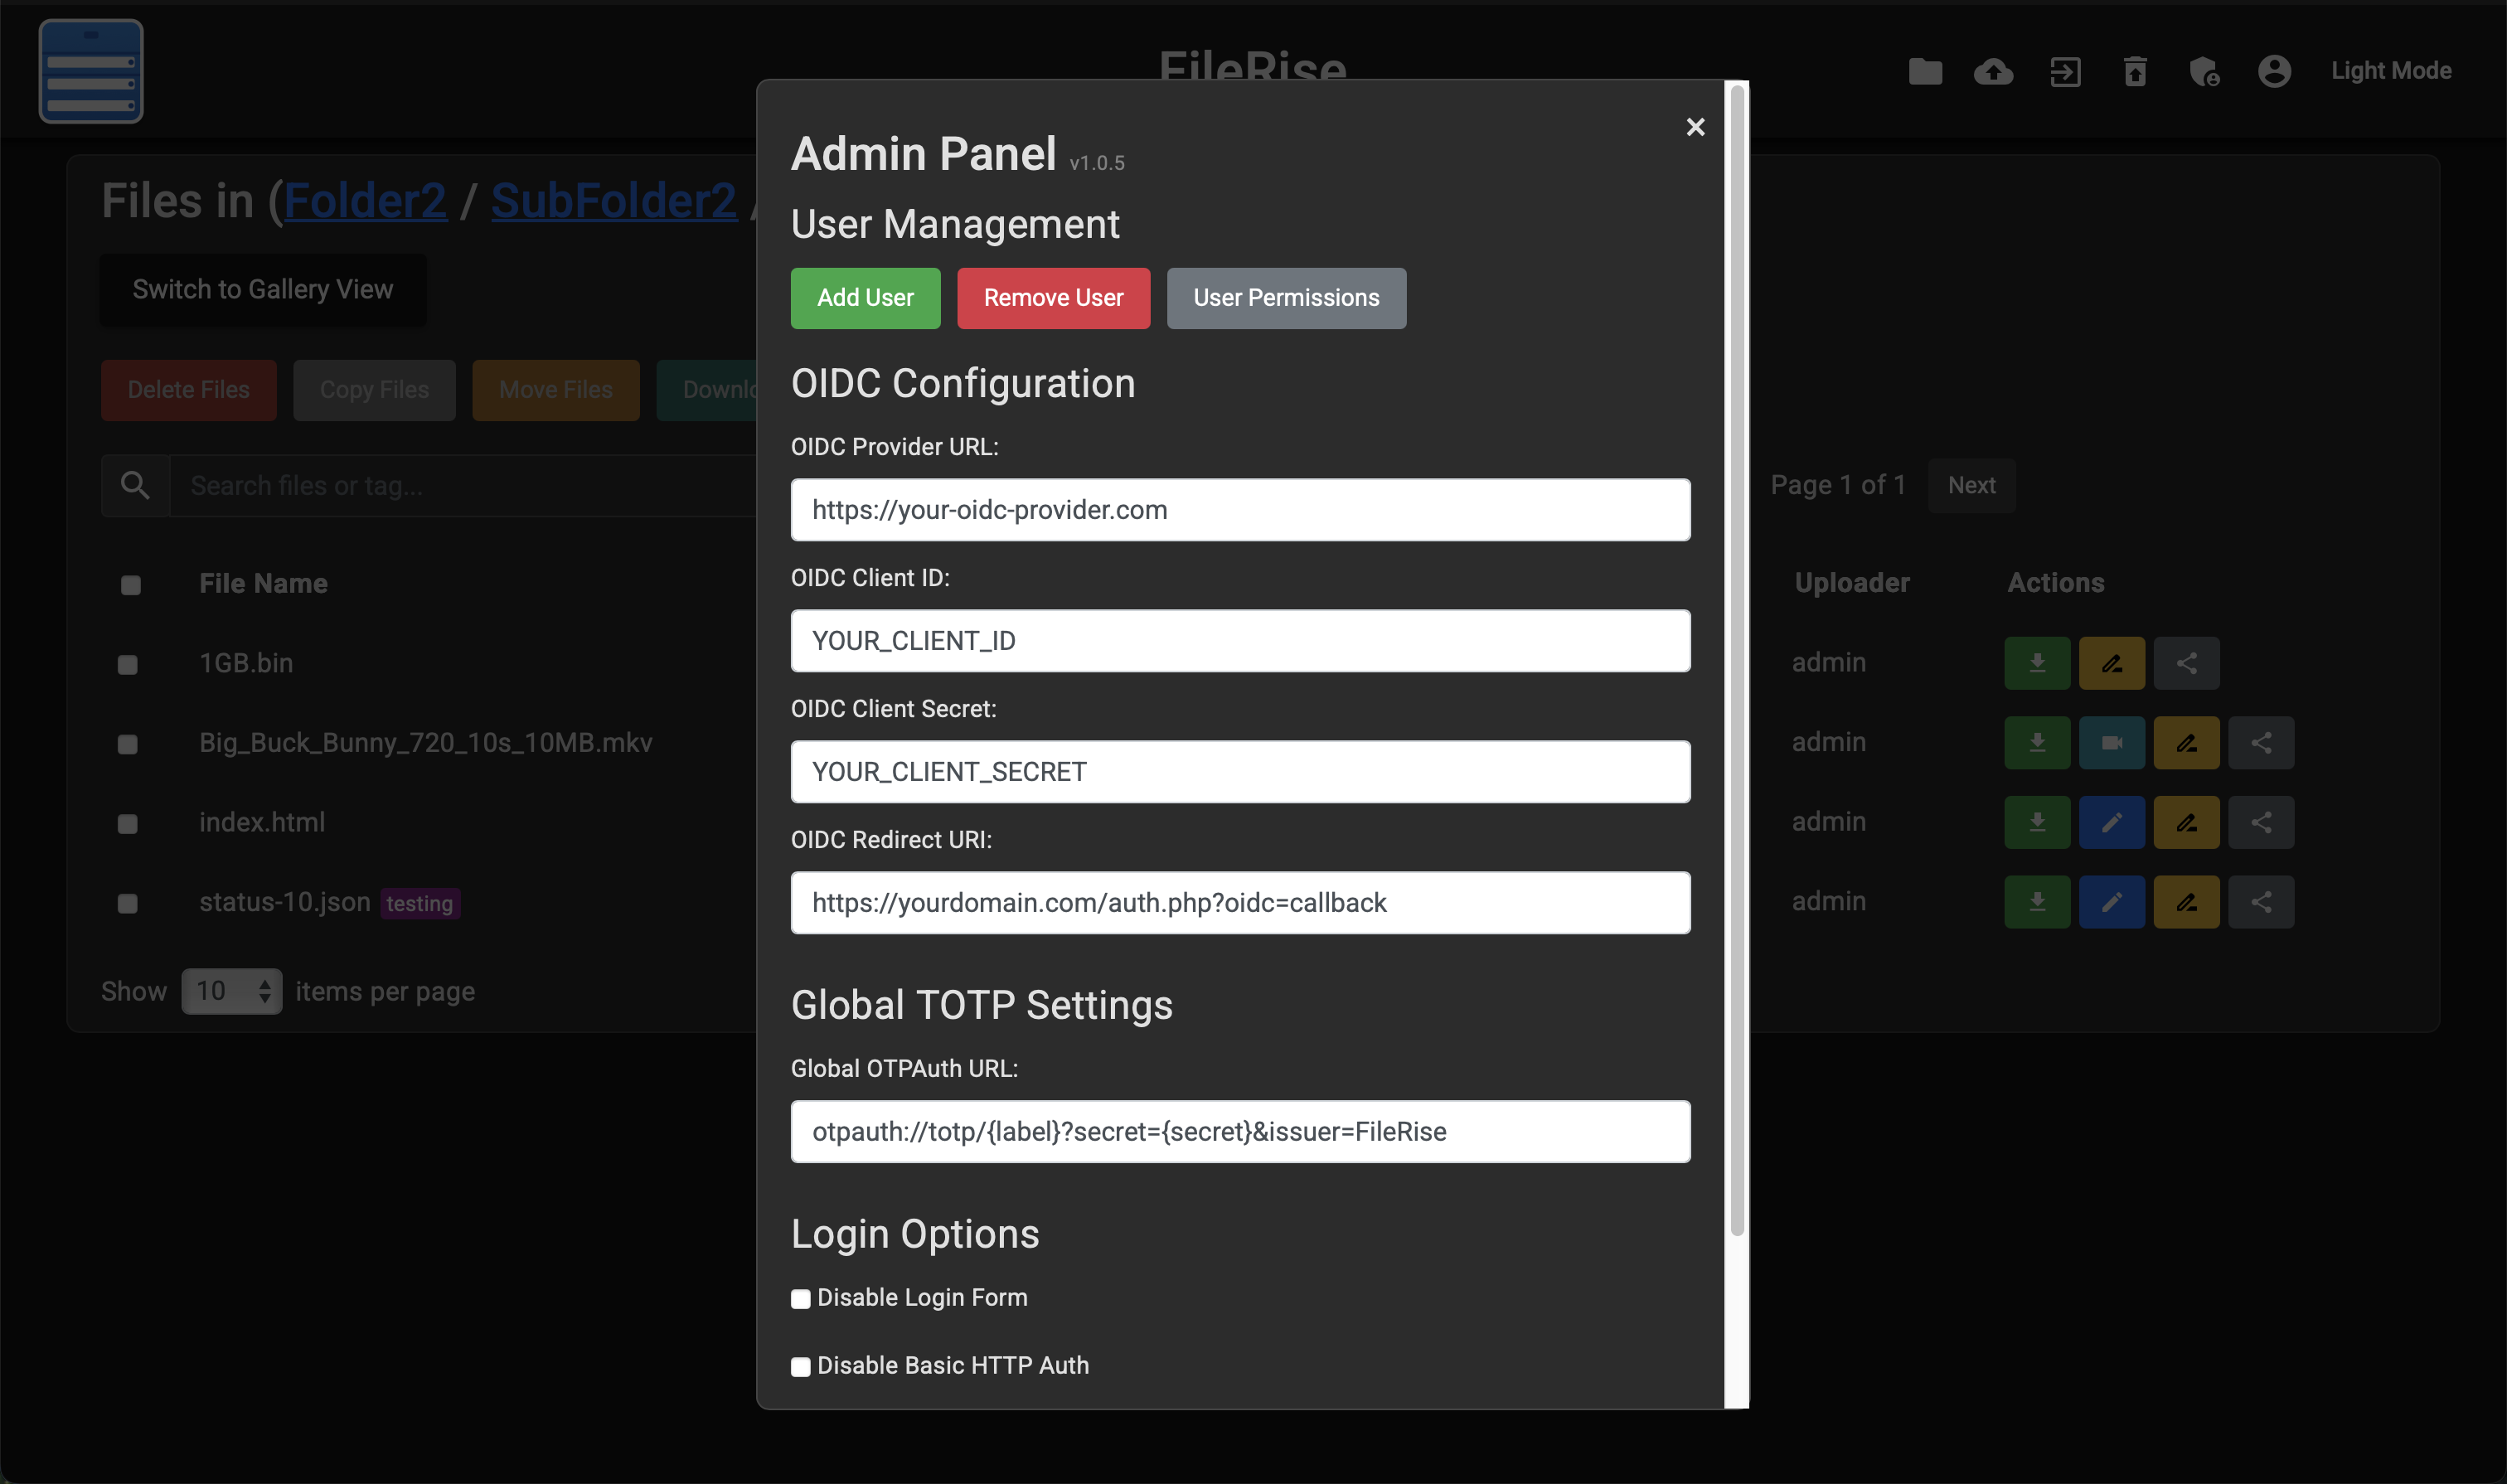 FileRise
Light Mode
Files in (Folder2 / SubFolder2 /
Switch to Gallery View
Delete Files
Copy Files
Move Files
Search files or tag...
Page 1 of 1
Next
File Name
Uploader
Actions
1GB.bin
admin
Big_Buck_Bunny_720_10s_10MB.mkv
admin
index.html
admin
status-10.json testing
admin
Show 10 items per page
×
Admin Panel v1.0.5
User Management
Add User
Remove User
User Permissions
OIDC Configuration
OIDC Provider URL:
https://your-oidc-provider.com
OIDC Client ID:
YOUR_CLIENT_ID
OIDC Client Secret:
YOUR_CLIENT_SECRET
OIDC Redirect URI:
https://yourdomain.com/auth.php?oidc=callback
Global TOTP Settings
Global OTPAuth URL:
otpauth://totp/{label}?secret={secret}&issuer=FileRise
Login Options
Disable Login Form
Disable Basic HTTP Auth